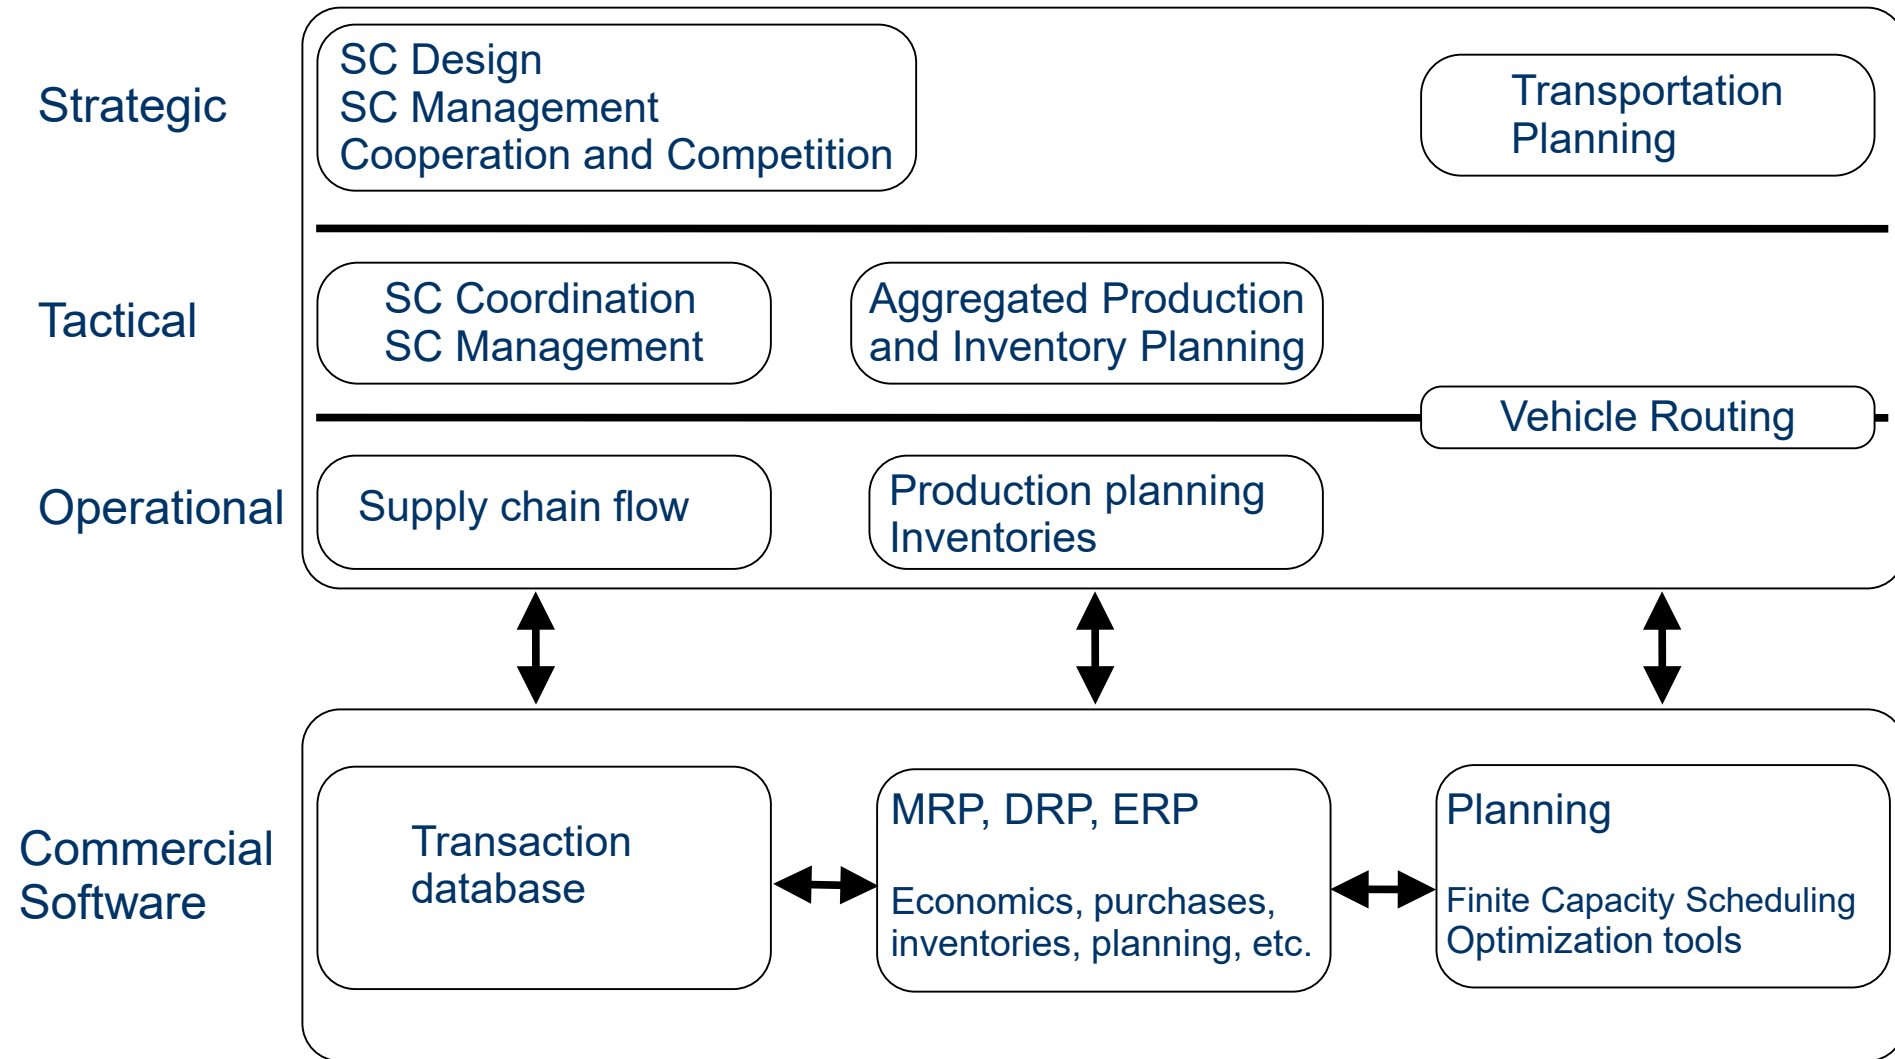 Strategic
SC Design
SC Management
Cooperation and Competition
Transportation
Planning
Tactical
SC Coordination
SC Management
Aggregated Production
and Inventory Planning
Vehicle Routing
Operational
Supply chain flow
Production planning
Inventories
Commercial
Software
Transaction
database
MRP, DRP, ERP
Economics, purchases,
inventories, planning, etc.
Planning
Finite Capacity Scheduling
Optimization tools